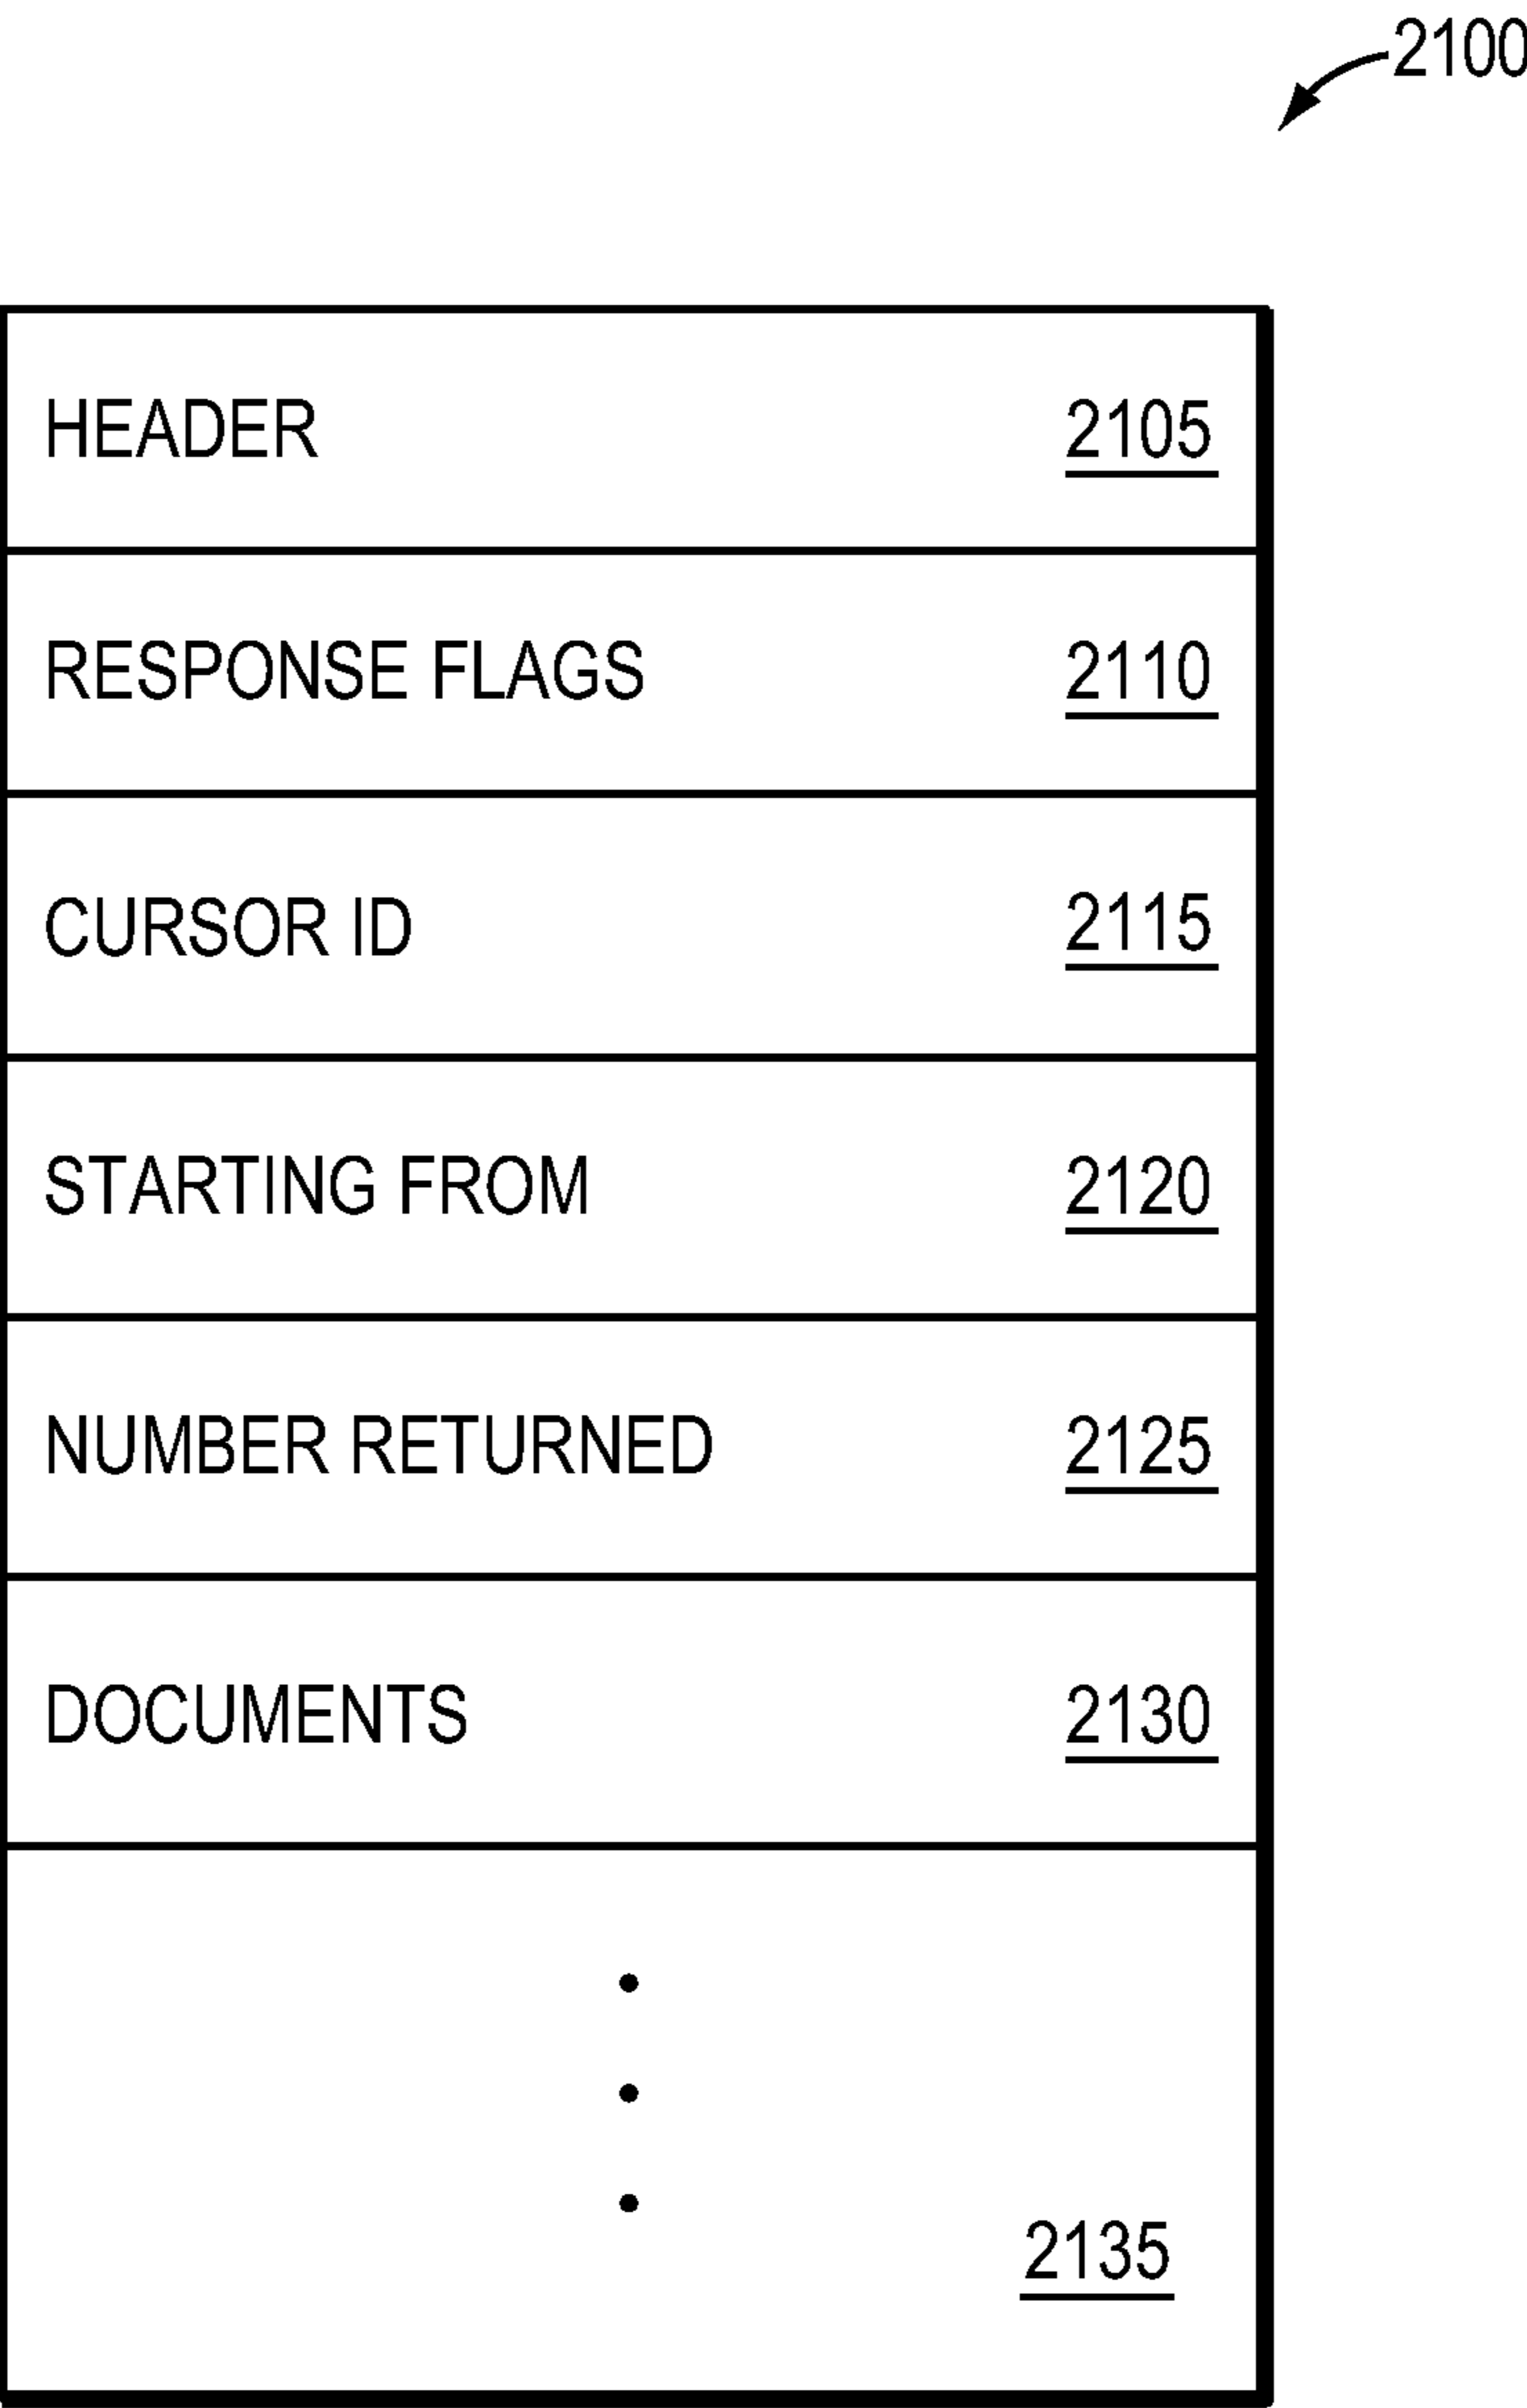 2100
HEADER 2105
RESPONSE FLAGS 2110
CURSOR ID 2115
STARTING FROM 2120
NUMBER RETURNED 2125
DOCUMENTS 2130
2135